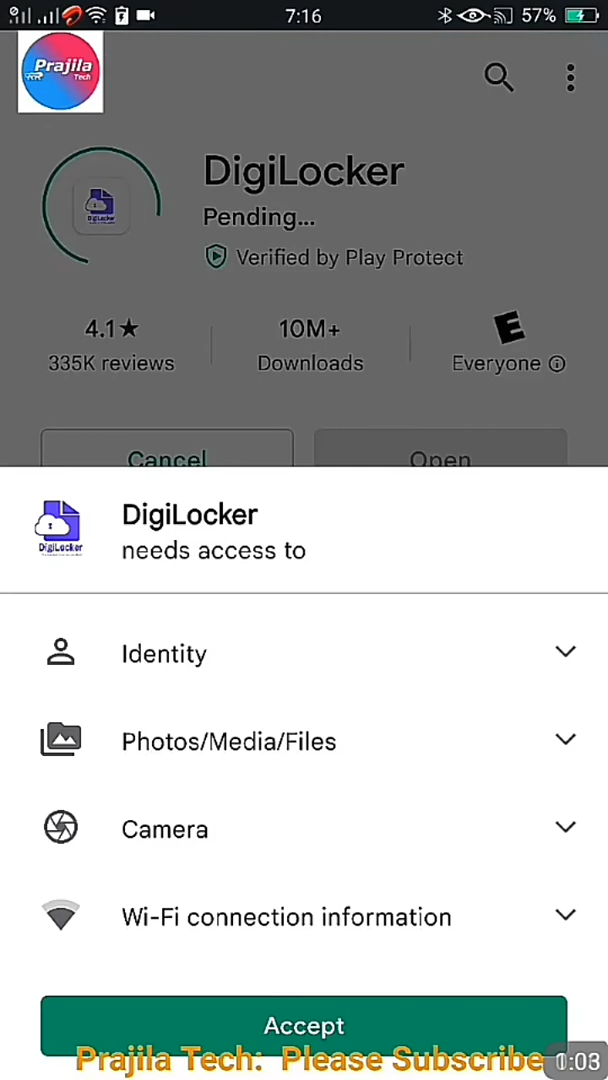 7:16
57%
Prajila
Tech
DigiLocker
Pending...
Verified by Play Protect
4.1★
335K reviews
10M+
Downloads
E
Everyone
Cancel
Open
DigiLocker
DigiLocker
needs access to
Identity
Photos/Media/Files
Camera
Wi-Fi connection information
Accept
Prajila Tech: Please Subscribe
1:03